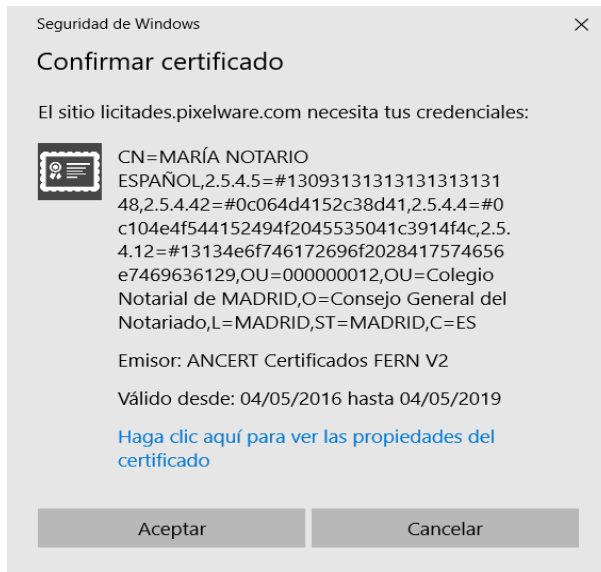 Seguridad de Windows
Confirmar certificado
El sitio licitades.pixelware.com necesita tus credenciales:
CN=MARÍA NOTARIO
ESPAÑOL,2.5.4.5=#13093131313131313131
48,2.5.4.42=#0c064d4152c38d41,2.5.4.4=#0
c104e4f544152494f2045535041c3914f4c,2.5.
4.12=#13134e6f746172696f2028417574656
e7469636129,OU=000000012,OU=Colegio
Notarial de MADRID,O=Consejo General del
Notariado,L=MADRID,ST=MADRID,C=ES
Emisor: ANCERT Certificados FERN V2
Válido desde: 04/05/2016 hasta 04/05/2019
Haga clic aquí para ver las propiedades del
certificado
Aceptar
Cancelar